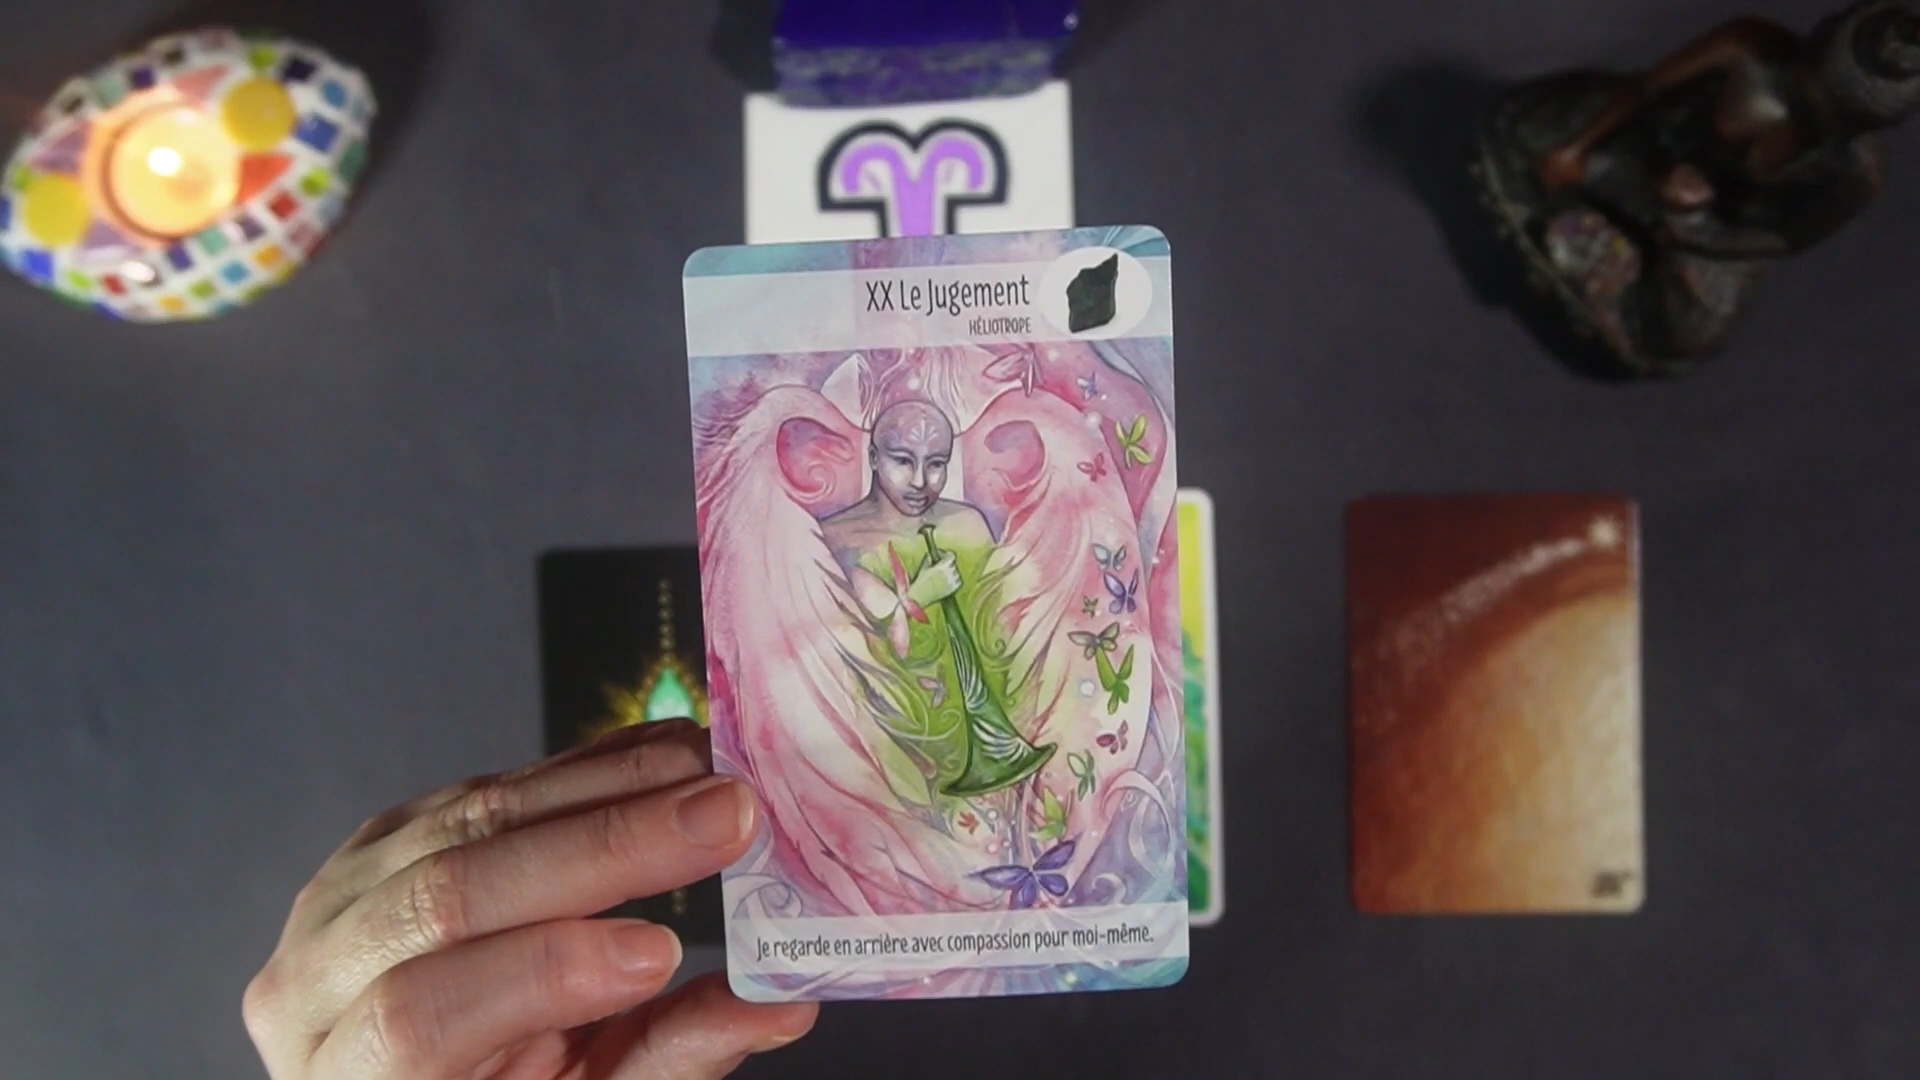 XX Le Jugement
HÉLIOTROPE
Je regarde en arrière avec compassion pour moi-même.